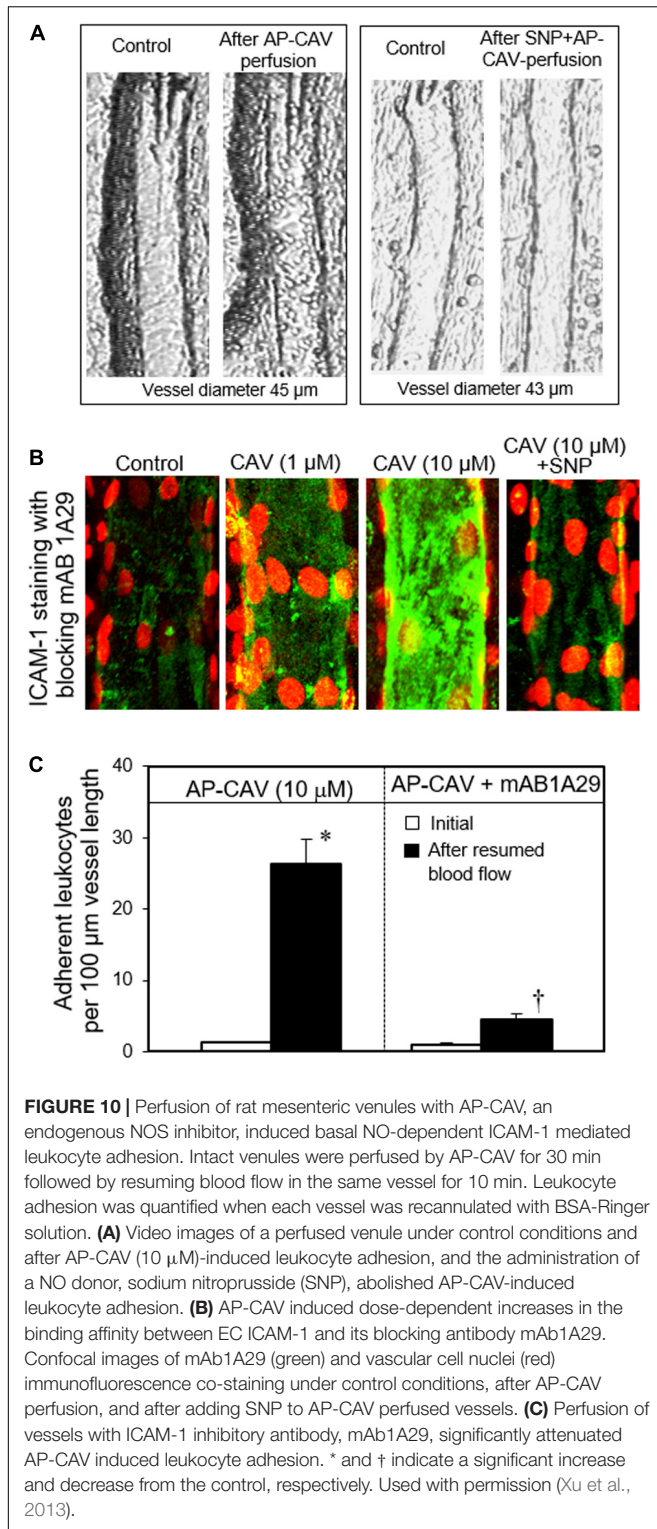 A
Control
After AP-CAV
perfusion
Control
After SNP+AP-
CAV-perfusion
Vessel diameter 45 µm
Vessel diameter 43 µm
B
ICAM-1 staining with
blocking mAB 1A29
Control
CAV (1 µM)
CAV (10 µM)
CAV (10 µM)
+SNP
C
Adherent leukocytes
per 100 µm vessel length
40
30
20
10
0
AP-CAV (10 µM)
AP-CAV + mAB1A29
Initial
After resumed
blood flow
*
†
FIGURE 10 | Perfusion of rat mesenteric venules with AP-CAV, an
endogenous NOS inhibitor, induced basal NO-dependent ICAM-1 mediated
leukocyte adhesion. Intact venules were perfused by AP-CAV for 30 min
followed by resuming blood flow in the same vessel for 10 min. Leukocyte
adhesion was quantified when each vessel was recannulated with BSA-Ringer
solution. (A) Video images of a perfused venule under control conditions and
after AP-CAV (10 µM)-induced leukocyte adhesion, and the administration of
a NO donor, sodium nitroprusside (SNP), abolished AP-CAV-induced
leukocyte adhesion. (B) AP-CAV induced dose-dependent increases in the
binding affinity between EC ICAM-1 and its blocking antibody mAb1A29.
Confocal images of mAb1A29 (green) and vascular cell nuclei (red)
immunofluorescence co-staining under control conditions, after AP-CAV
perfusion, and after adding SNP to AP-CAV perfused vessels. (C) Perfusion of
vessels with ICAM-1 inhibitory antibody, mAb1A29, significantly attenuated
AP-CAV induced leukocyte adhesion. * and † indicate a significant increase
and decrease from the control, respectively. Used with permission (Xu et al.,
2013).